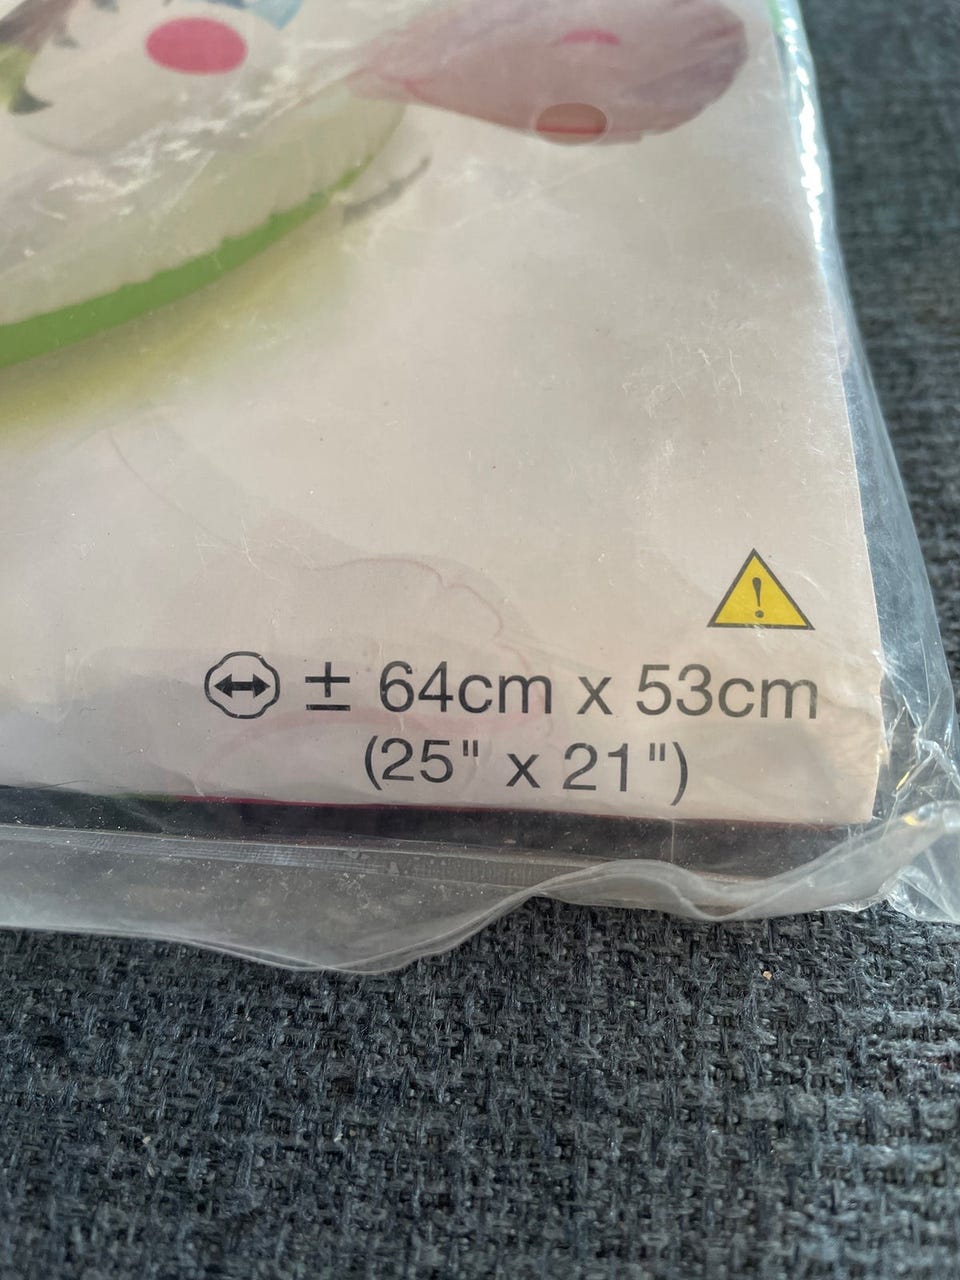 ± 64cm x 53cm
(25" x 21")